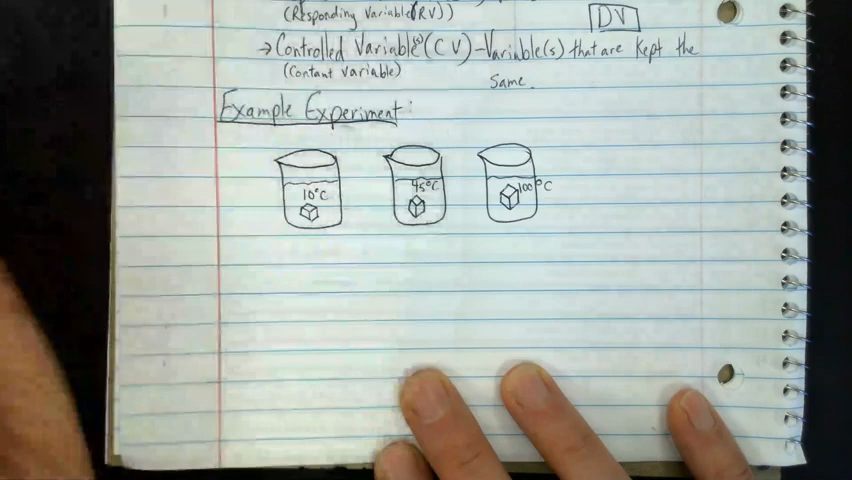 (Responding Variable (RV))
DV
→ Controlled Variable(s) (CV) - Variable(s) that are kept the
(Contant Variable)
same.
Example Experiment:
10°C
45°C
100°C